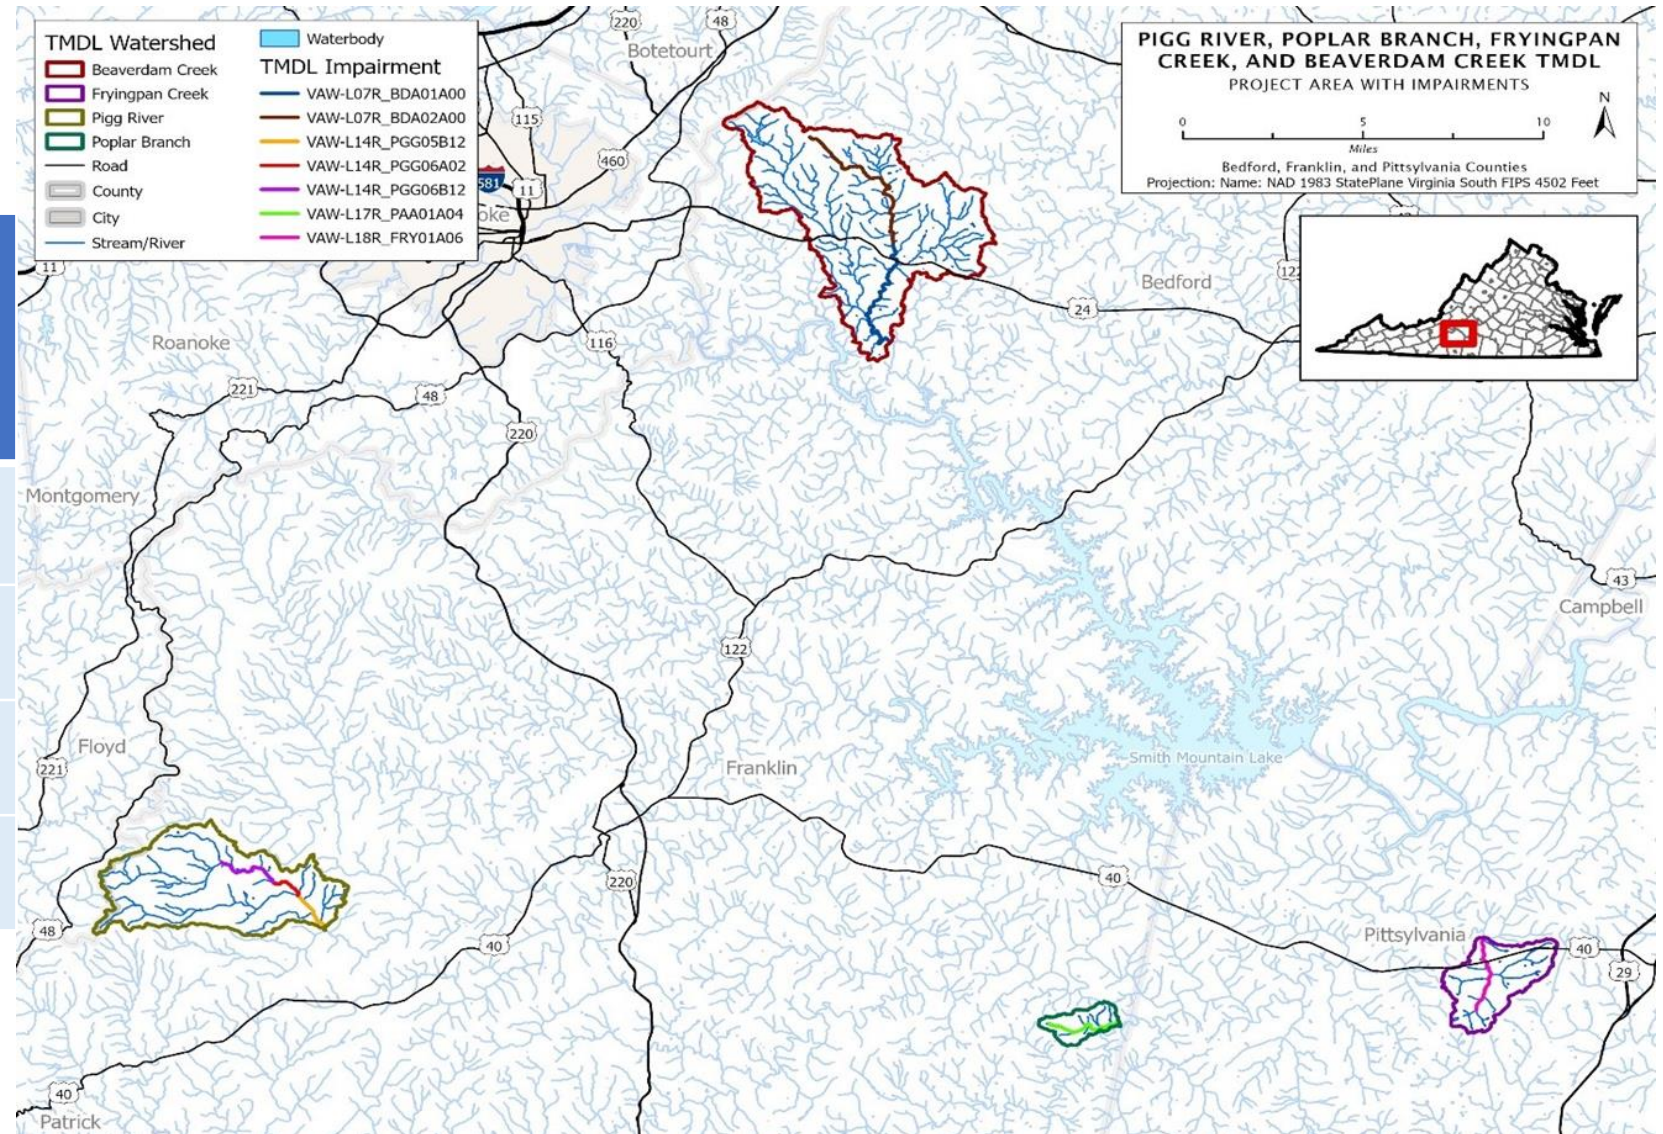 TMDL Watershed
Beaverdam Creek
Fryingpan Creek
Pigg River
Poplar Branch
Road
County
City
Stream/River
Waterbody
TMDL Impairment
VAW-L07R_BDA01A00
VAW-L07R_BDA02A00
VAW-L14R_PGG05B12
VAW-L14R_PGG06A02
VAW-L14R_PGG06B12
VAW-L17R_PAA01A04
VAW-L18R_FRY01A06
PIGG RIVER, POPLAR BRANCH, FRYINGPAN
CREEK, AND BEAVERDAM CREEK TMDL
PROJECT AREA WITH IMPAIRMENTS
N
0 5 10
Miles
Bedford, Franklin, and Pittsylvania Counties
Projection: Name: NAD 1983 StatePlane Virginia South FIPS 4502 Feet
220
48
Botetourt
115
460
581
11
oke
11
122
Bedford
24
Roanoke
116
221
48
220
Montgomery
43
Campbell
122
Floyd
221
Franklin
Smith Mountain Lake
40
220
48
40
Pittsylvania
40
29
40
Patrick